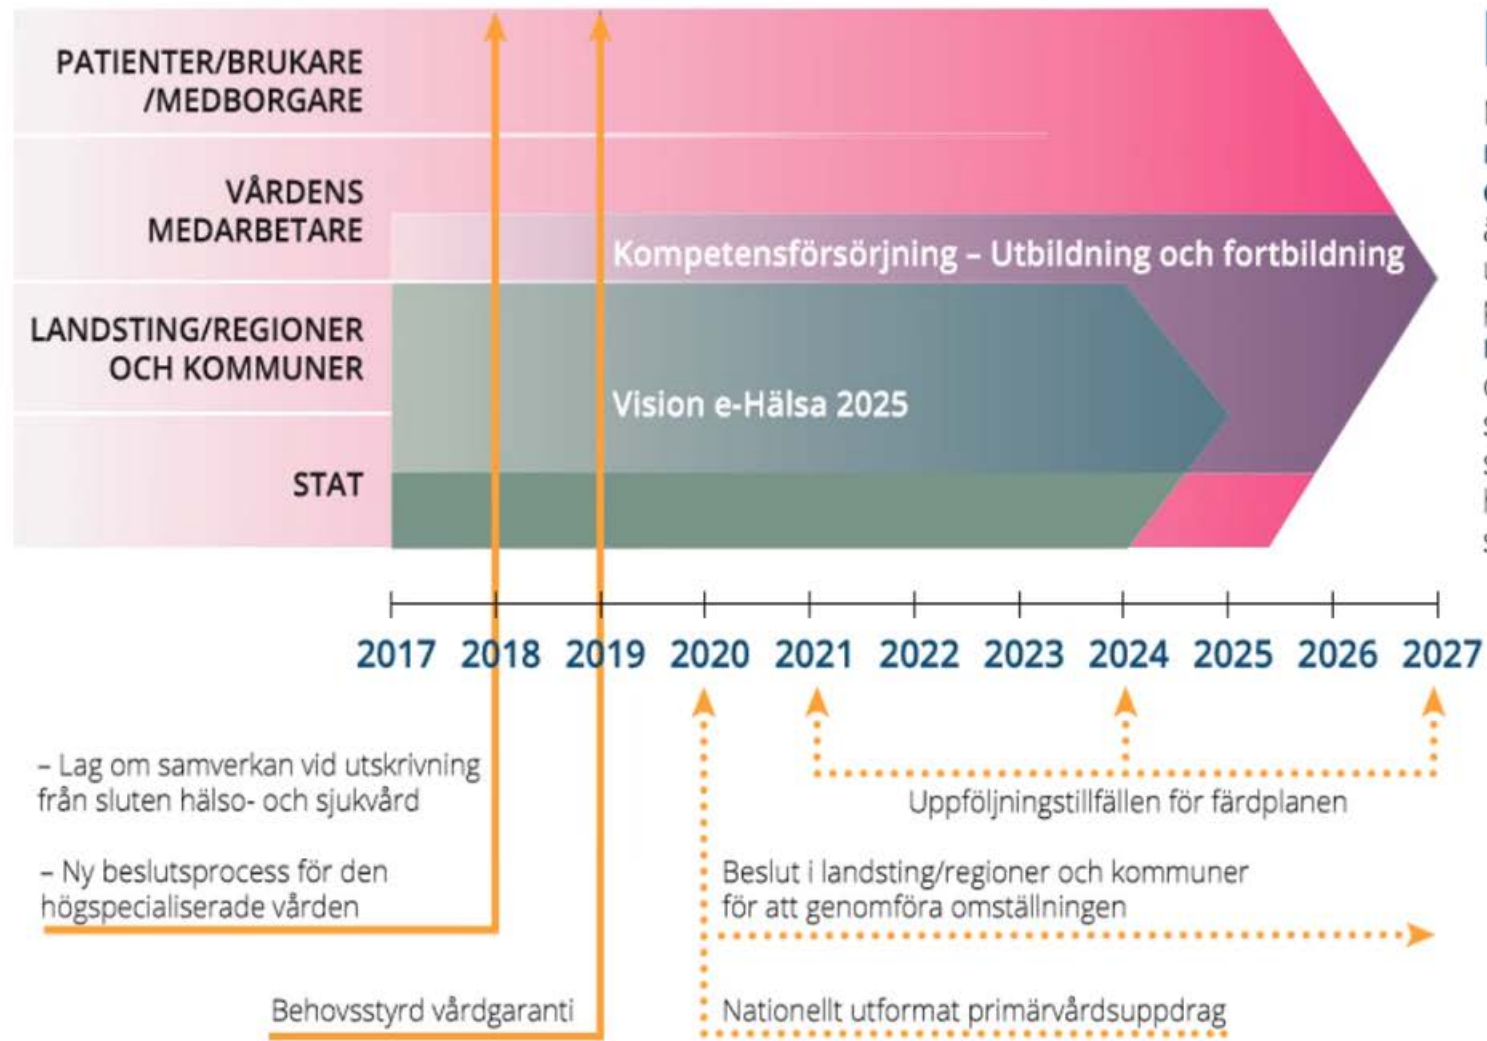 PATIENTER/BRUKARE
/MEDBORGARE
VÅRDENS
MEDARBETARE
Kompetensförsörjning – Utbildning och fortbildning
LANDSTING/REGIONER
OCH KOMMUNER
Vision e-Hälsa 2025
STAT
2017 2018 2019 2020 2021 2022 2023 2024 2025 2026 2027
– Lag om samverkan vid utskrivning
från sluten hälso- och sjukvård
– Ny beslutsprocess för den
högspecialiserade vården
Behovsstyrd vårdgaranti
Uppföljningstillfällen för färdplanen
Beslut i landsting/regioner och kommuner
för att genomföra omställningen
Nationellt utformat primärvårdsuppdrag